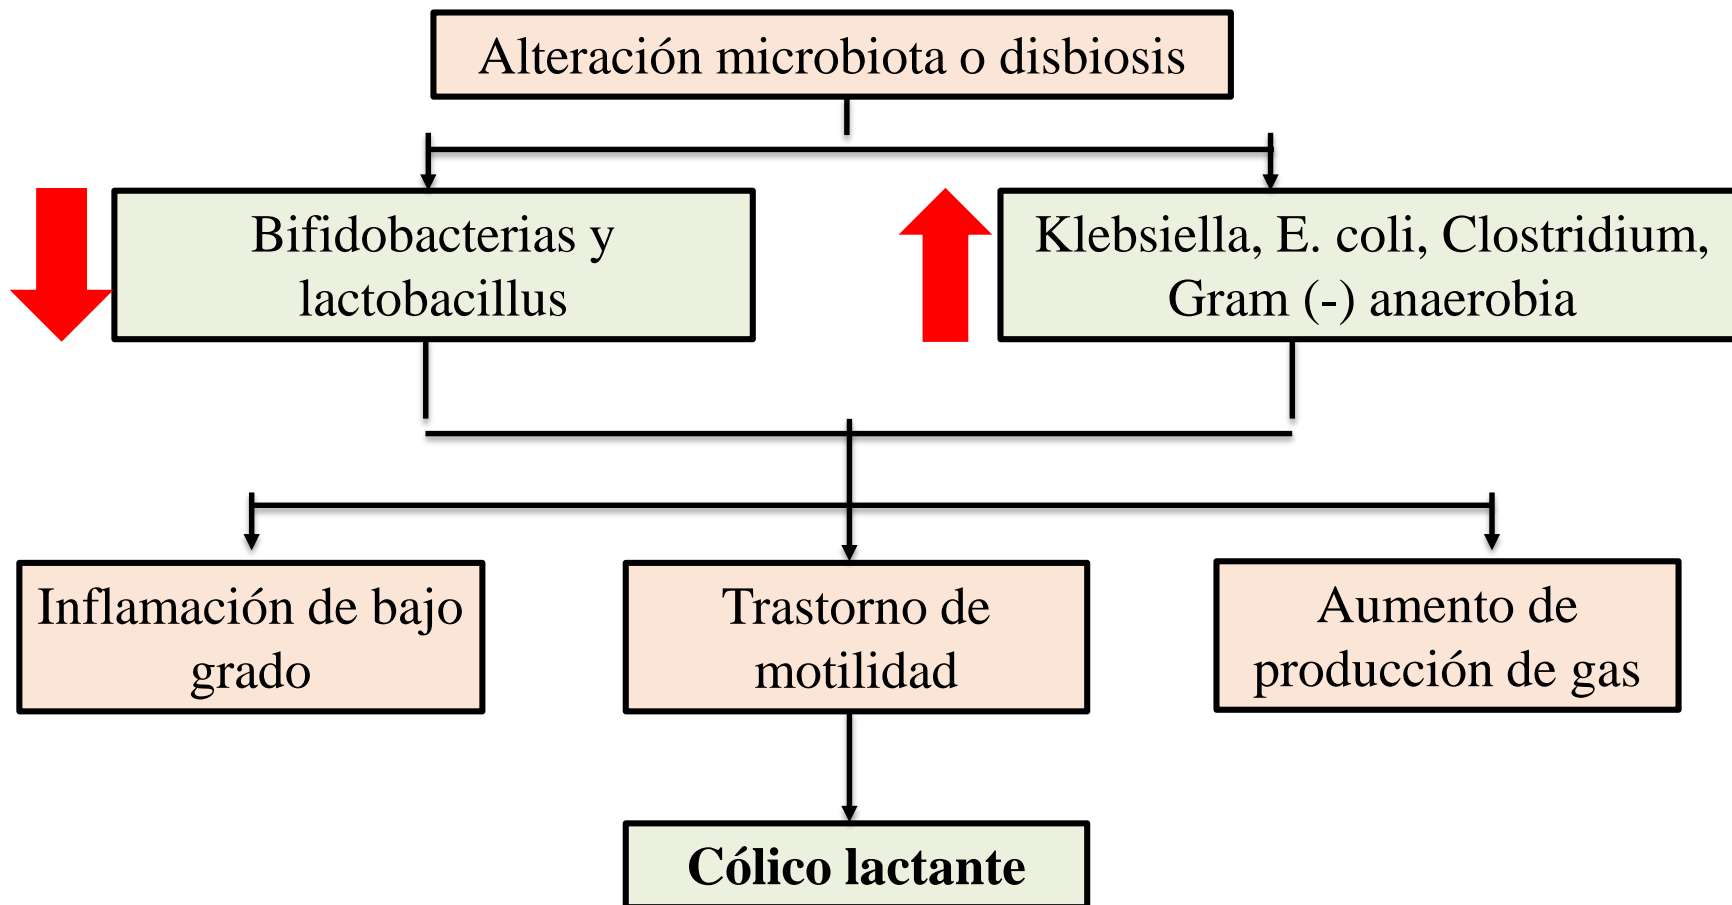 Alteración microbiota o disbiosis
Bifidobacterias y
lactobacillus
Klebsiella, E. coli, Clostridium,
Gram (-) anaerobia
Inflamación de bajo
grado
Trastorno de
motilidad
Aumento de
producción de gas
Cólico lactante